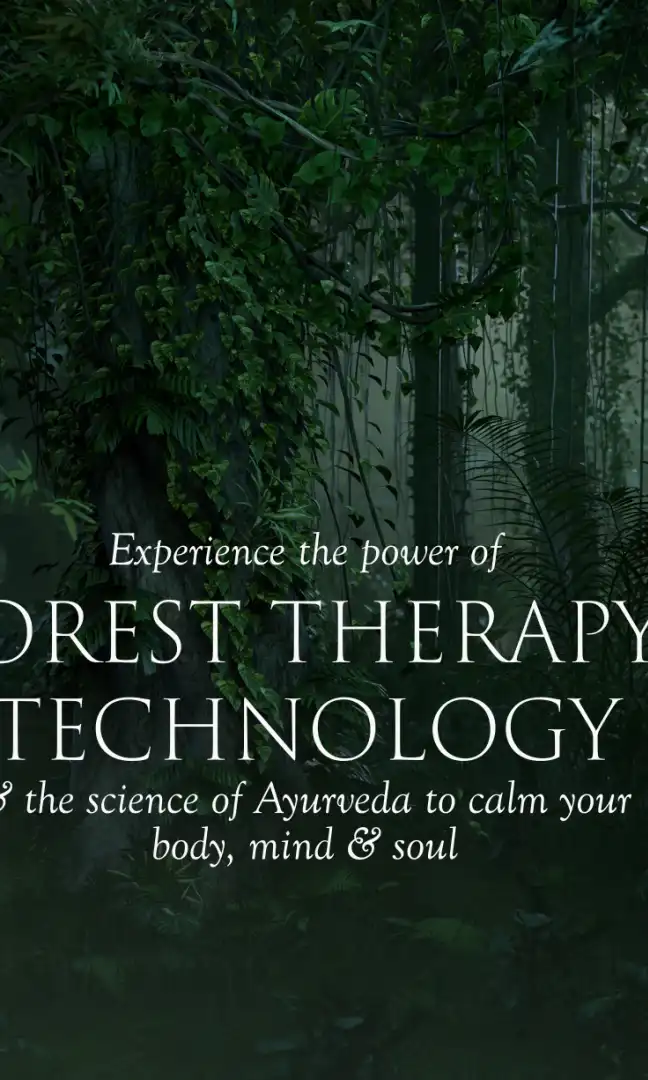 Experience the power of
OREST THERAPY
TECHNOLOGY
& the science of Ayurveda to calm your
body, mind & soul